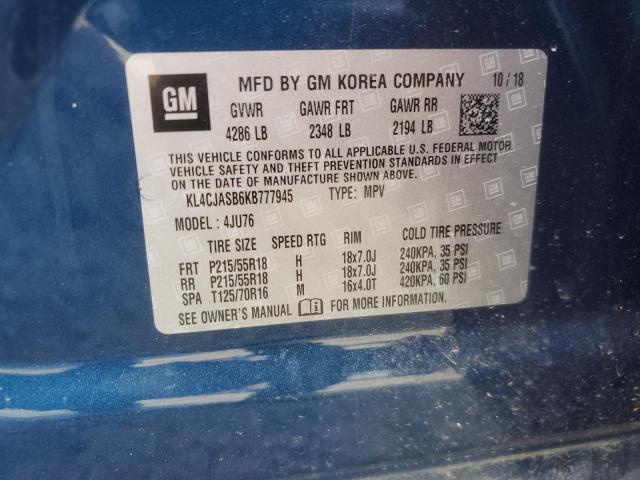 GM
MFD BY GM KOREA COMPANY 10 / 18
GVWR GAWR FRT GAWR RR
4286 LB 2348 LB 2194 LB
THIS VEHICLE CONFORMS TO ALL APPLICABLE U.S. FEDERAL MOTOR
VEHICLE SAFETY AND THEFT PREVENTION STANDARDS IN EFFECT
ON THE DATE OF MANUFACTURE SHOWN ABOVE.
KL4CJASB6KB777945 TYPE: MPV
MODEL : 4JU76
TIRE SIZE SPEED RTG RIM COLD TIRE PRESSURE
FRT P215/55R18 H 18x7.0J 240KPA, 35 PSI
RR P215/55R18 H 18x7.0J 240KPA, 35 PSI
SPA T125/70R16 M 16x4.0T 420KPA, 60 PSI
SEE OWNER'S MANUAL FOR MORE INFORMATION.